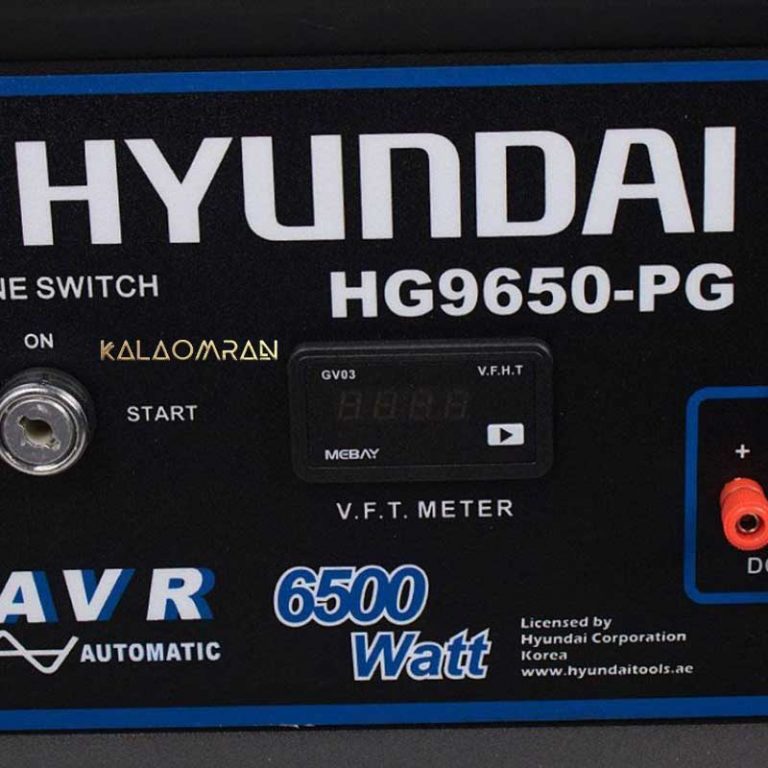 HYUNDAI
HG9650-PG
NE SWITCH
ON
KALAOMRAN
START
GV03 V.F.H.T
MEBAY
V.F.T. METER
+
DC
AVR
AUTOMATIC
6500
Watt
Licensed by
Hyundai Corporation
Korea
www.hyundaitools.ae